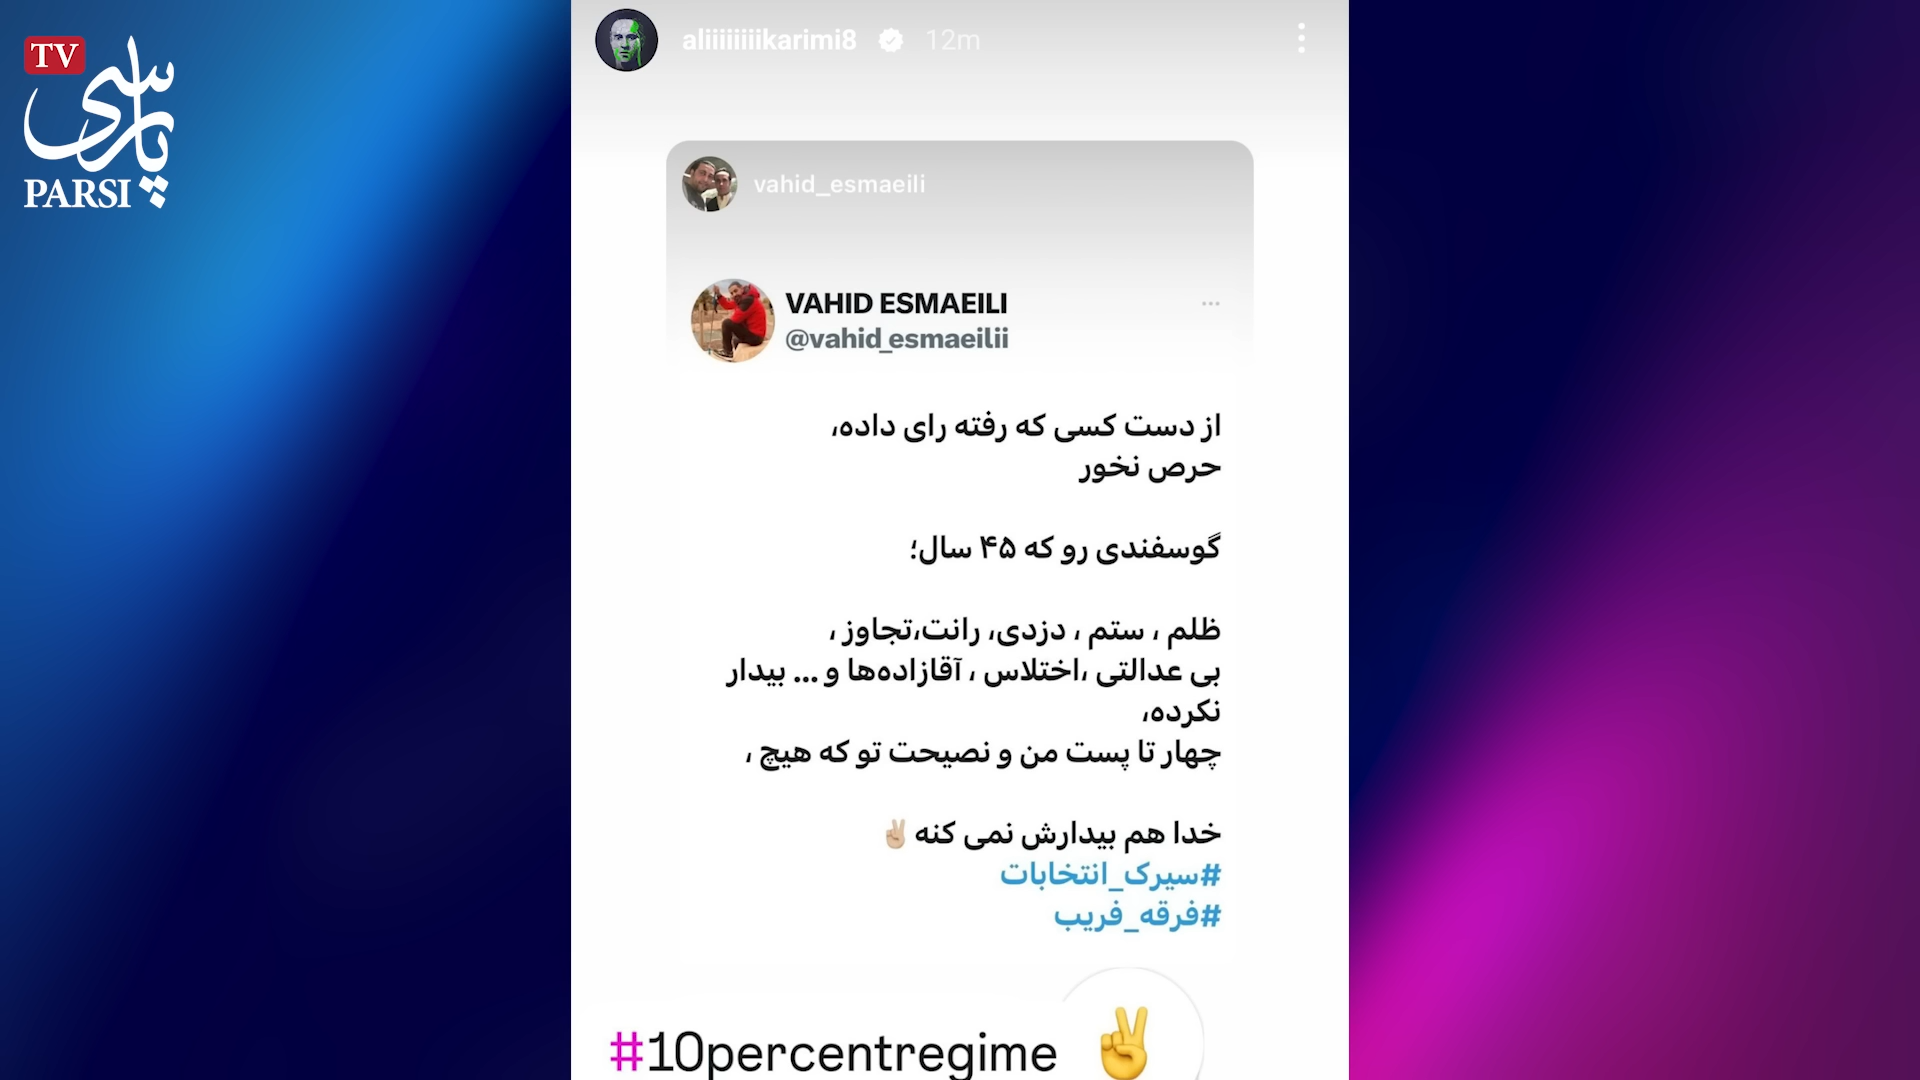 TV
پارسی
PARSI
aliiiiiiiikarimi8 12m
vahid_esmaeili
VAHID ESMAEILI
@vahid_esmaeilii
از دست کسی که رفته رای داده،
حرص نخور
گوسفندی رو که ۴۵ سال؛
ظلم ، ستم ، دزدی، رانت،تجاوز ،
بی عدالتی ،اختلاس ، آقازاده‌ها و ... بیدار
نکرده،
چهار تا پست من و نصیحت تو که هیچ ،
خدا هم بیدارش نمی کنه ✌🏼
#سیرک_انتخابات
#فرقه_فریب
#10percentregime ✌️